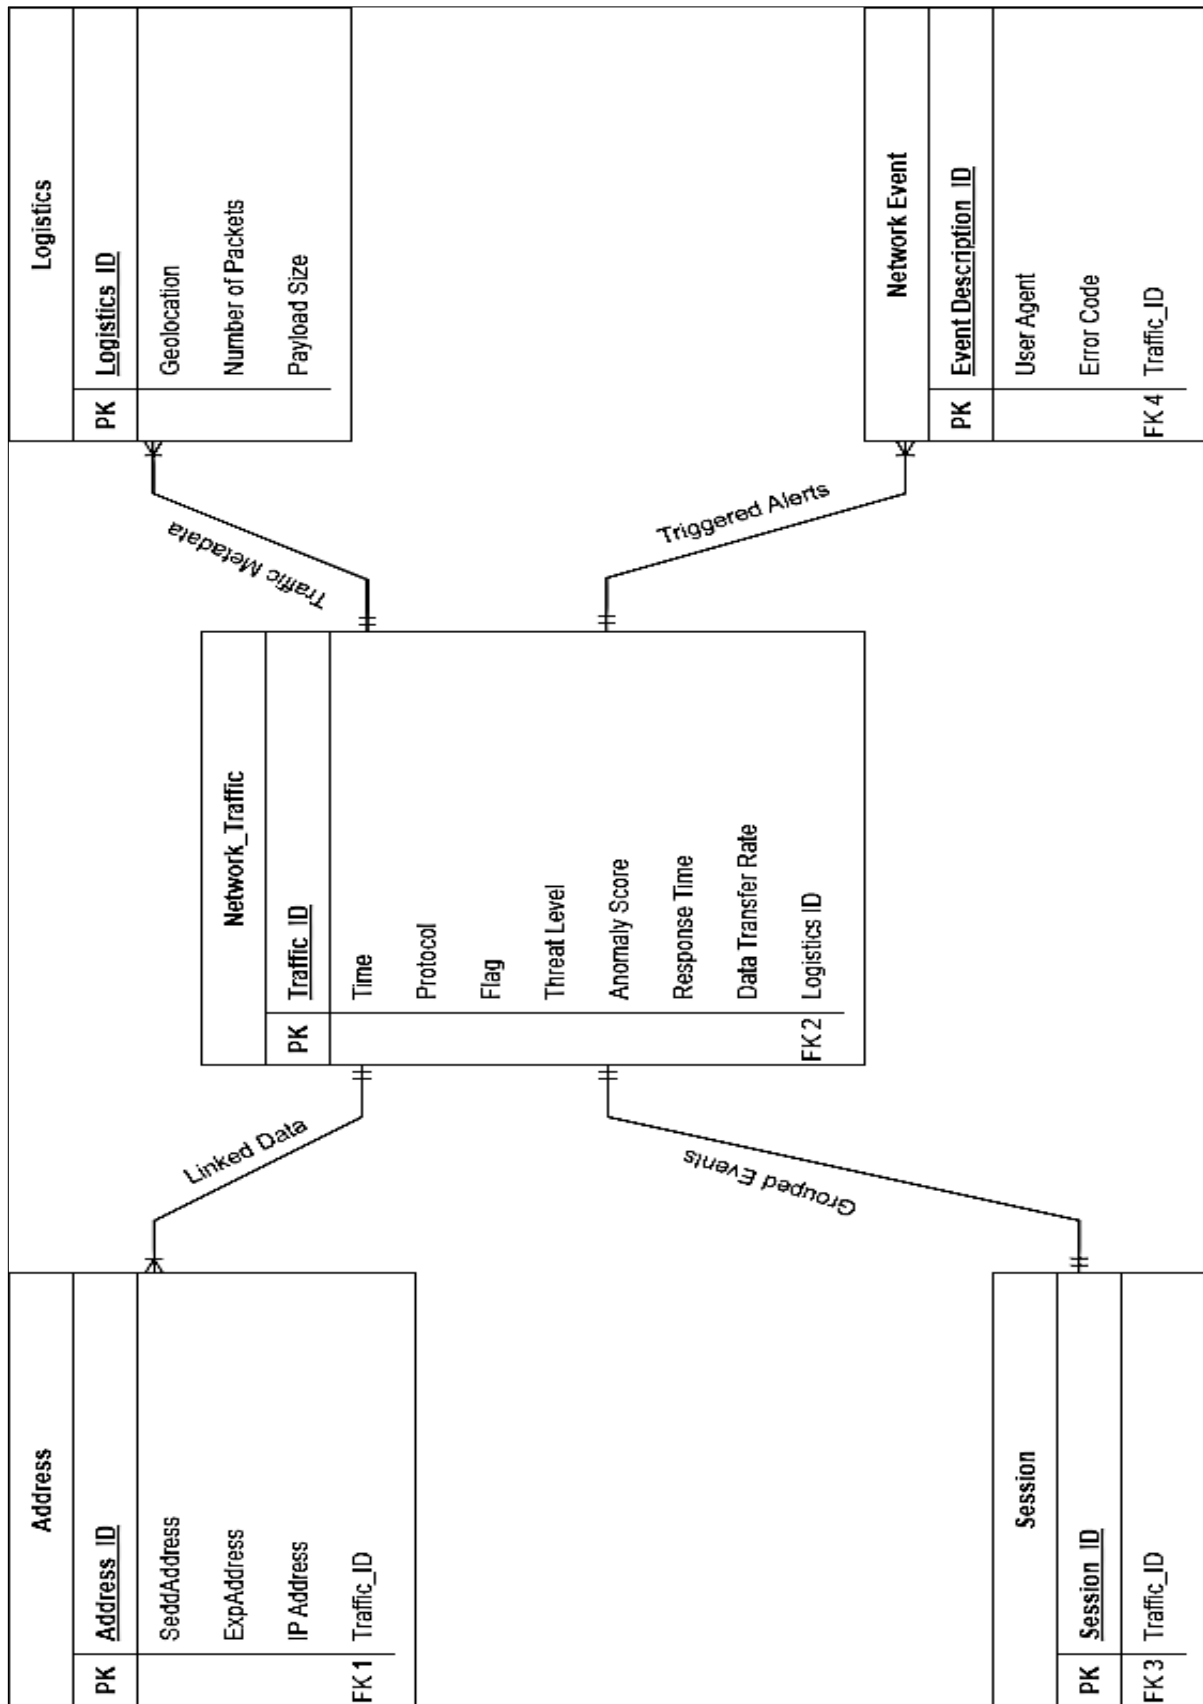 Address
PK Address_ID
SeddAddress
ExpAddress
IP Address
FK 1 Traffic_ID
Linked Data
Session
PK Session_ID
FK 3 Traffic_ID
Grouped Events
Network_Traffic
PK Traffic_ID
Time
Protocol
Flag
Threat Level
Anomaly Score
Response Time
Data Transfer Rate
FK 2 Logistics ID
Traffic Metadata
Logistics
PK Logistics_ID
Geolocation
Number of Packets
Payload Size
Triggered Alerts
Network Event
PK Event Description_ID
User Agent
Error Code
FK 4 Traffic_ID